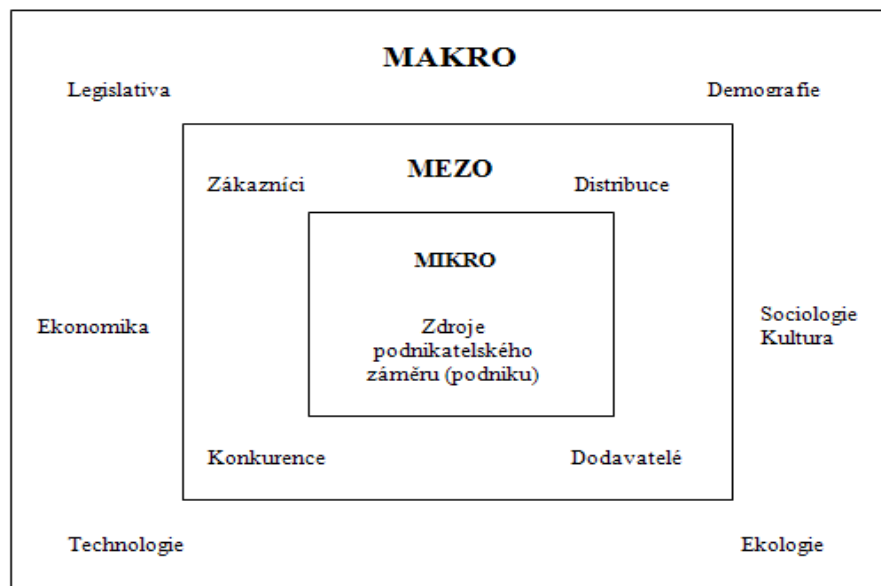 MAKRO
Legislativa
Demografie
MEZO
Zákazníci
Distribuce
MIKRO
Zdroje
podnikatelského
záměru (podniku)
Ekonomika
Sociologie
Kultura
Konkurence
Dodavatelé
Technologie
Ekologie